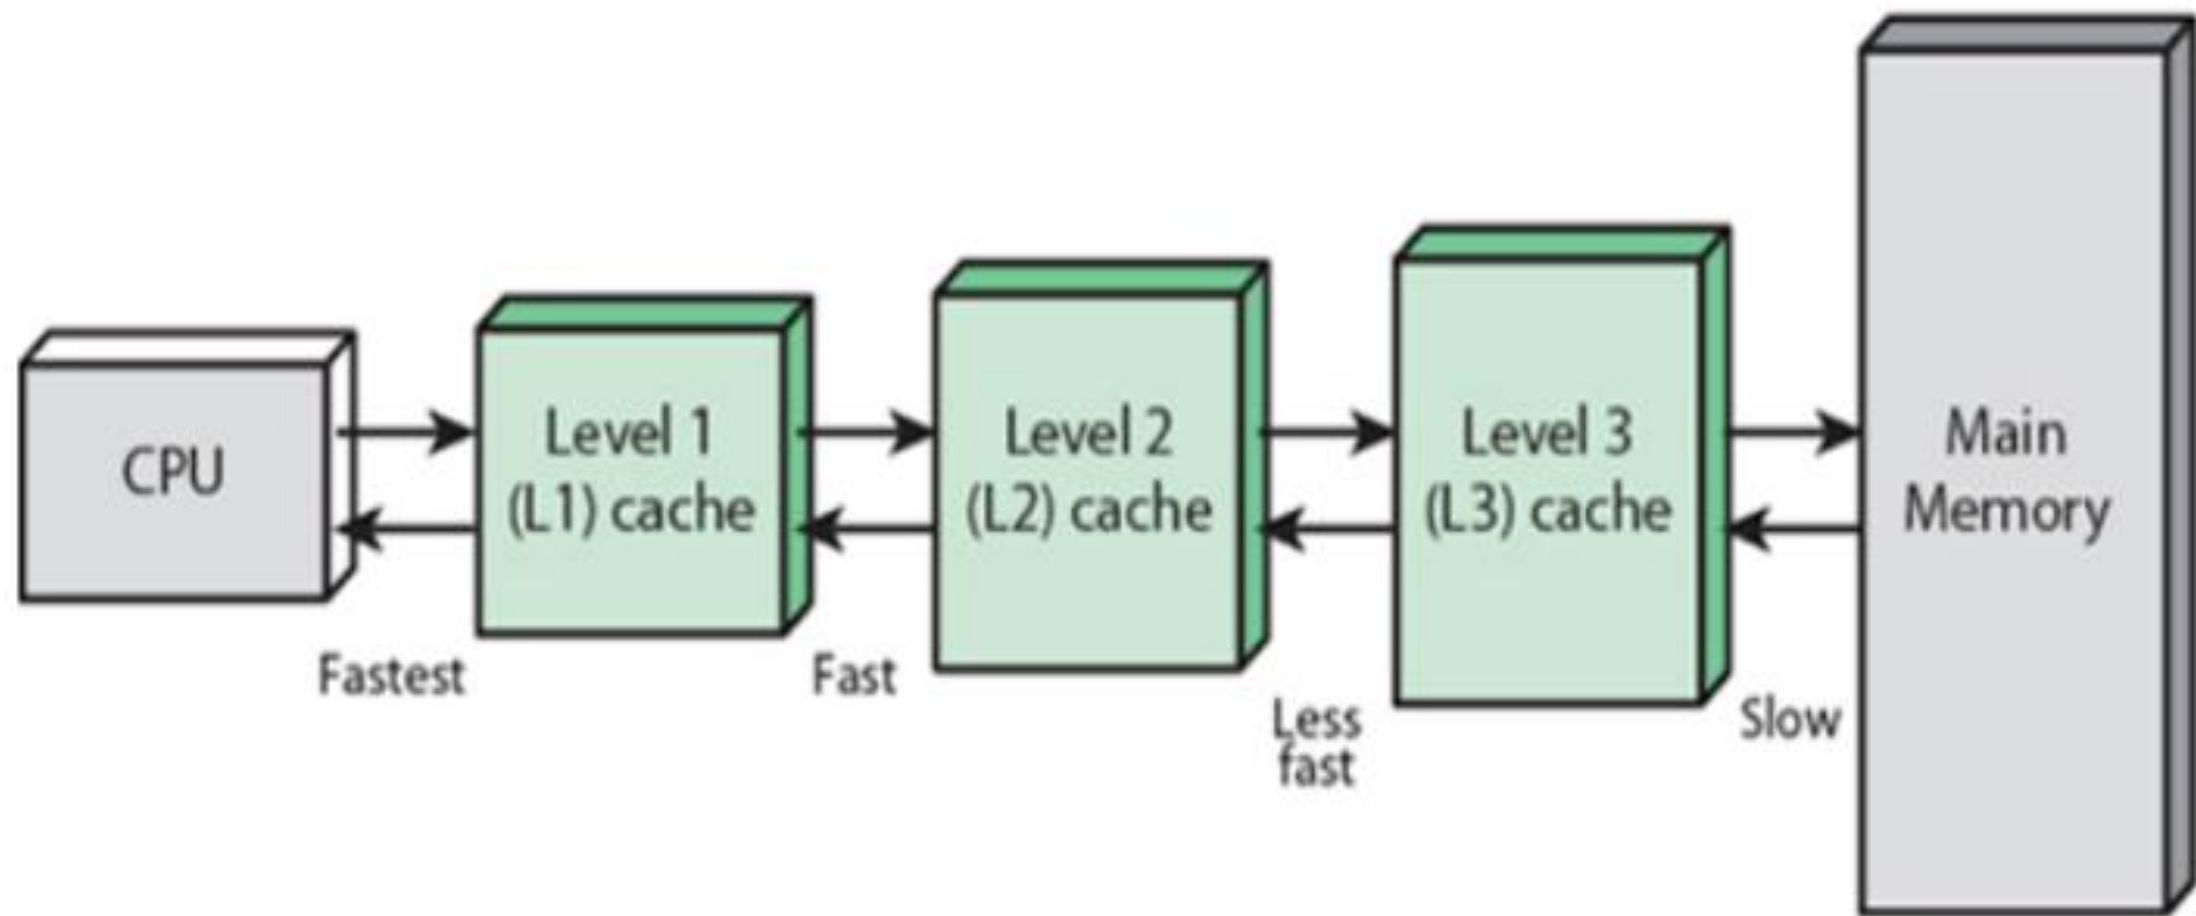 CPU
Level 1
(L1) cache
Level 2
(L2) cache
Level 3
(L3) cache
Main
Memory
Fastest
Fast
Less
fast
Slow